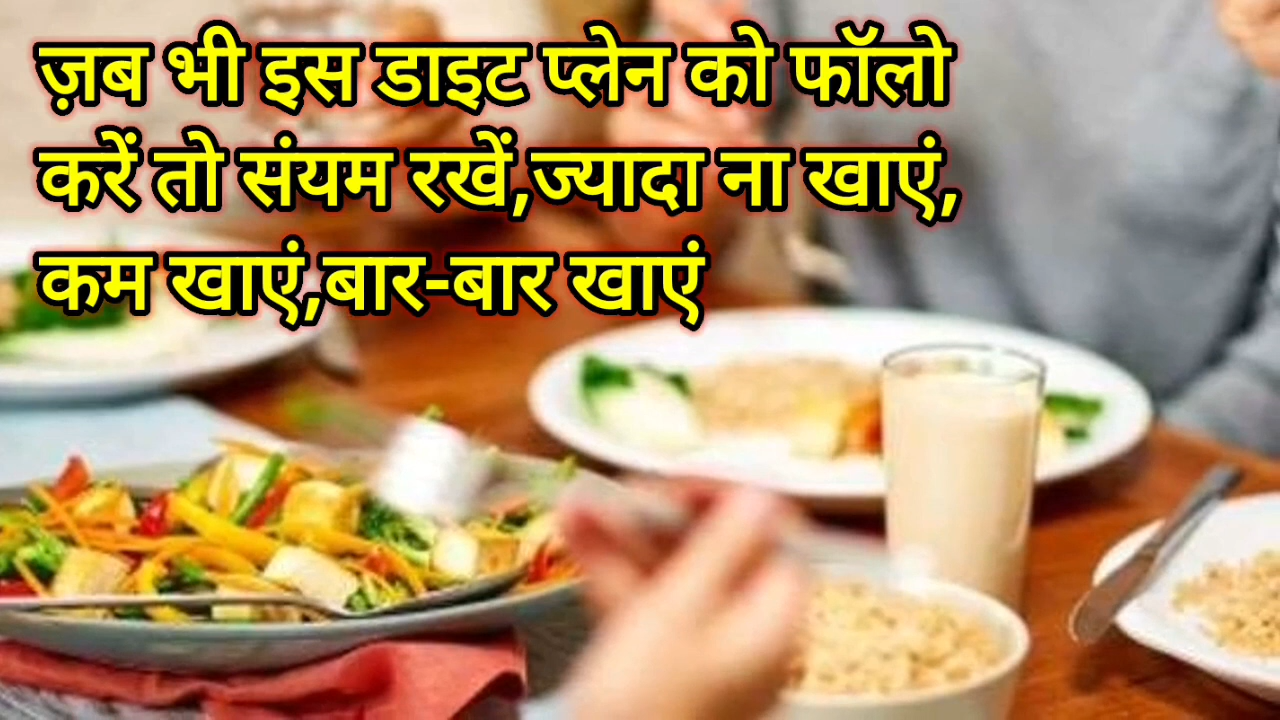 ज़ब भी इस डाइट प्लेन को फॉलो
करें तो संयम रखें,ज्यादा ना खाएं,
कम खाएं,बार-बार खाएं